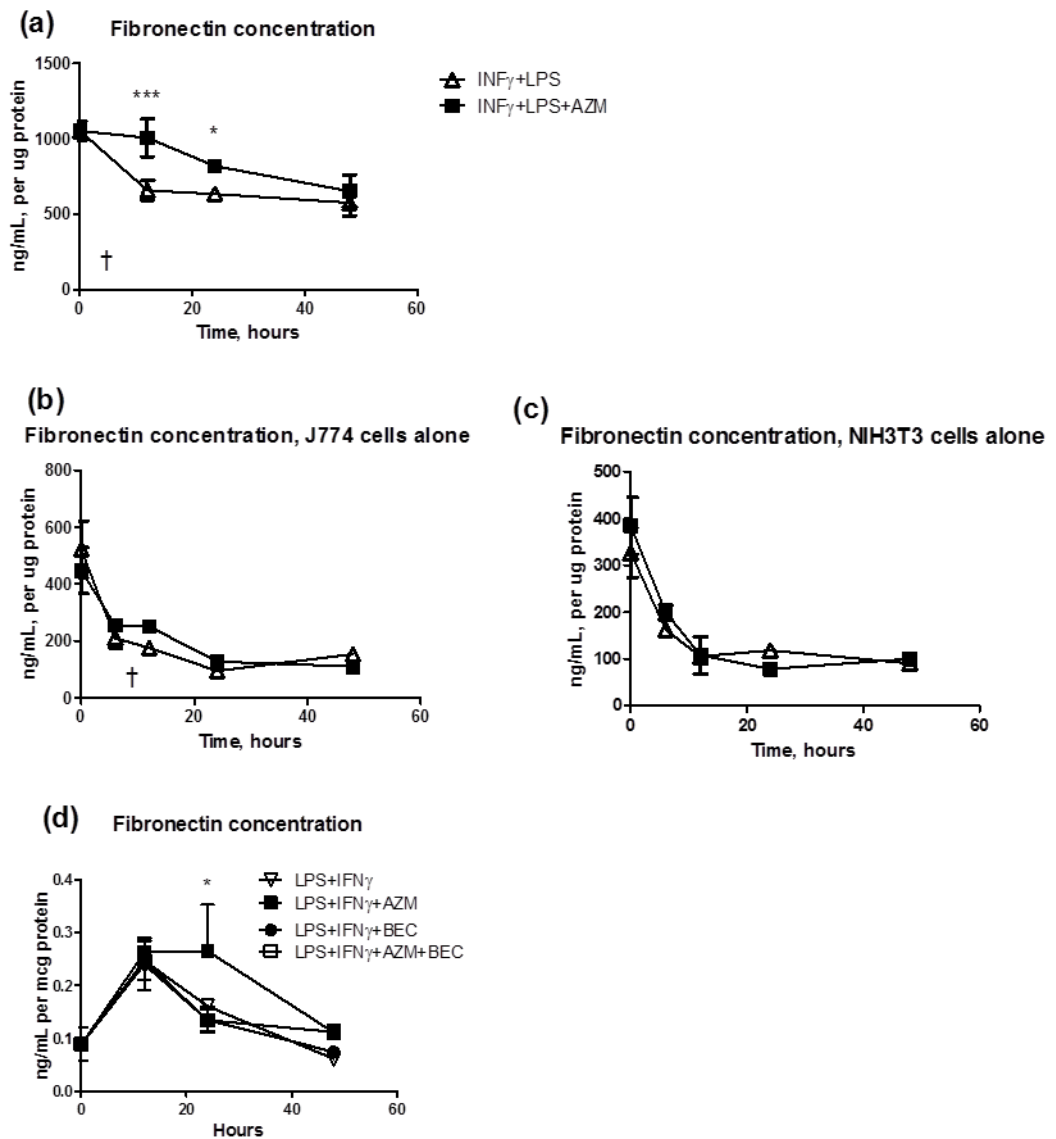 (a)
Fibronectin concentration
1500
1000
500
0
0 20 40 60
ng/mL, per ug protein
Time, hours
***
*
†
INFγ+LPS
INFγ+LPS+AZM
(b)
Fibronectin concentration, J774 cells alone
800
600
400
200
0
0 20 40 60
ng/mL, per ug protein
Time, hours
†
(c)
Fibronectin concentration, NIH3T3 cells alone
500
400
300
200
100
0
0 20 40 60
ng/mL, per ug protein
Time, hours
(d)
Fibronectin concentration
0.4
0.3
0.2
0.1
0.0
0 20 40 60
ng/mL per mcg protein
Hours
*
LPS+IFNγ
LPS+IFNγ+AZM
LPS+IFNγ+BEC
LPS+IFNγ+AZM+BEC